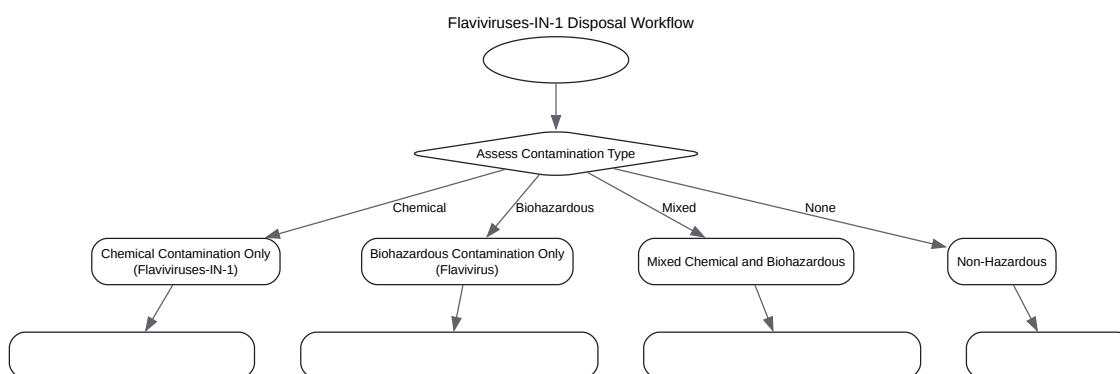 Flaviviruses-IN-1 Disposal Workflow
Assess Contamination Type
Chemical
Biohazardous
Mixed
None
Chemical Contamination Only
(Flaviviruses-IN-1)
Biohazardous Contamination Only
(Flavivirus)
Mixed Chemical and Biohazardous
Non-Hazardous